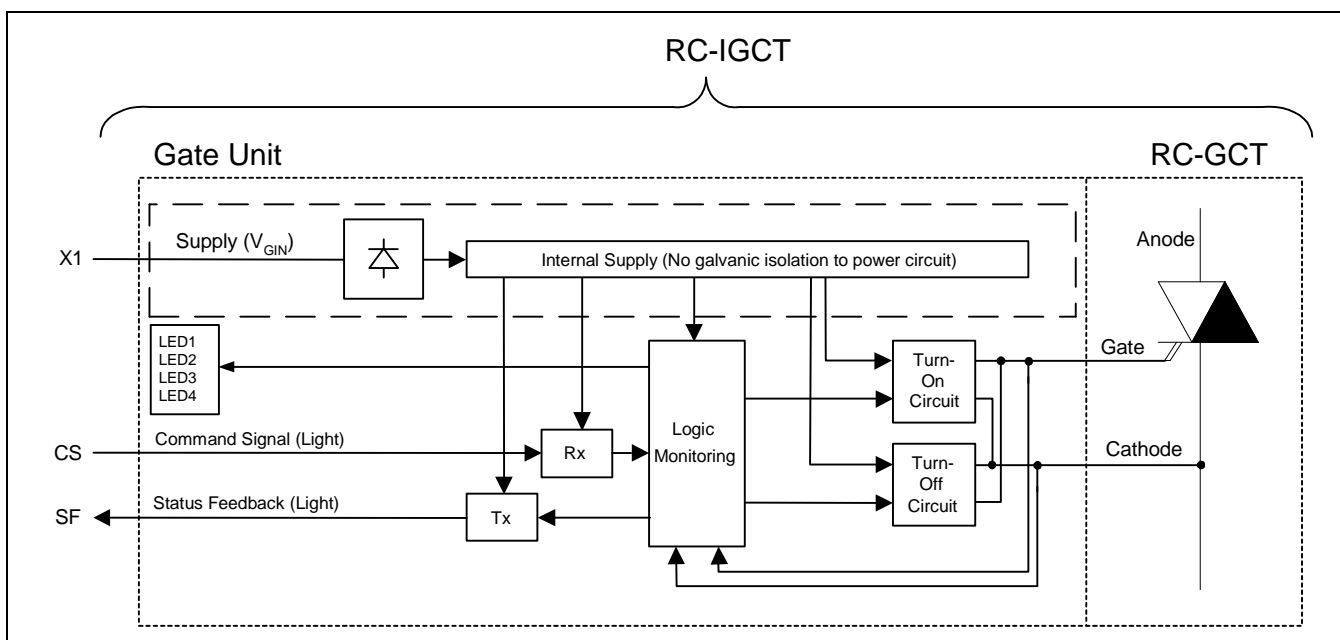 RC-IGCT
Gate Unit
RC-GCT
X1
Supply (VGIN)
Internal Supply (No galvanic isolation to power circuit)
Anode
LED1
LED2
LED3
LED4
Turn-
On
Circuit
Gate
CS
Command Signal (Light)
Rx
Logic
Monitoring
Turn-
Off
Circuit
Cathode
SF
Status Feedback (Light)
Tx